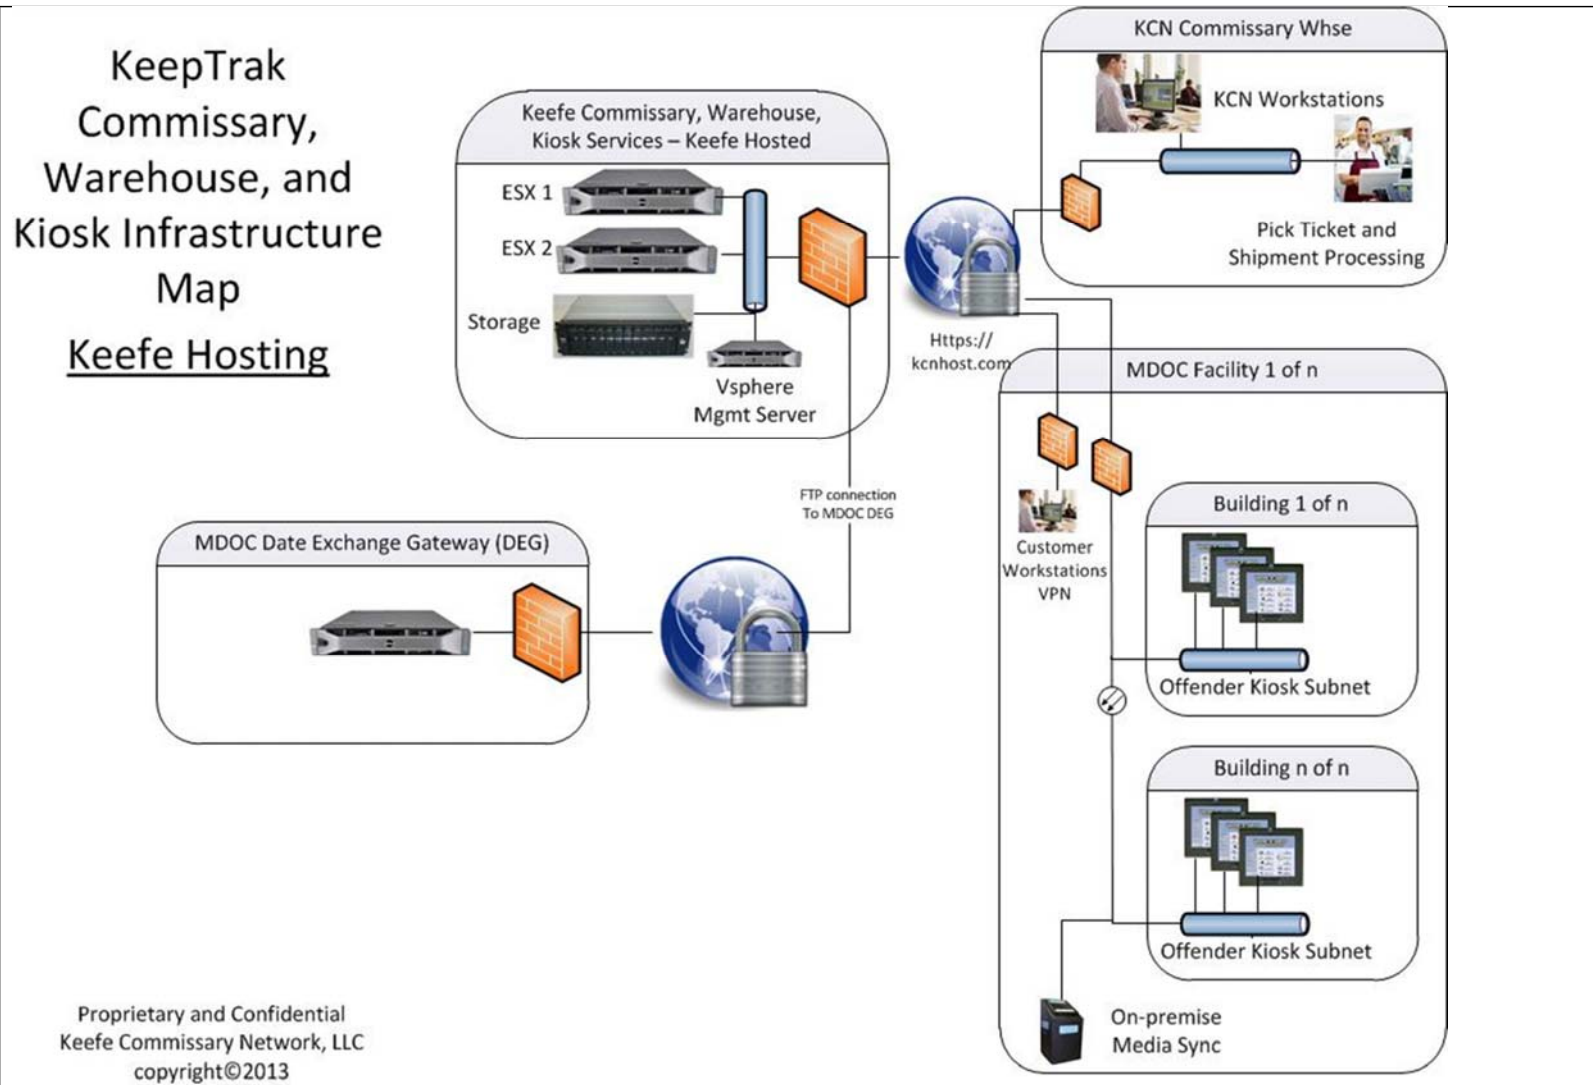 KeepTrak
Commissary,
Warehouse, and
Kiosk Infrastructure
Map
Keefe Hosting
Keefe Commissary, Warehouse,
Kiosk Services – Keefe Hosted
ESX 1
ESX 2
Storage
Vsphere
Mgmt Server
Https://
kcnhost.com
KCN Commissary Whse
KCN Workstations
Pick Ticket and
Shipment Processing
FTP connection
To MDOC DEG
MDOC Date Exchange Gateway (DEG)
MDOC Facility 1 of n
Customer
Workstations
VPN
Building 1 of n
Offender Kiosk Subnet
Building n of n
Offender Kiosk Subnet
On-premise
Media Sync
Proprietary and Confidential
Keefe Commissary Network, LLC
copyright©2013